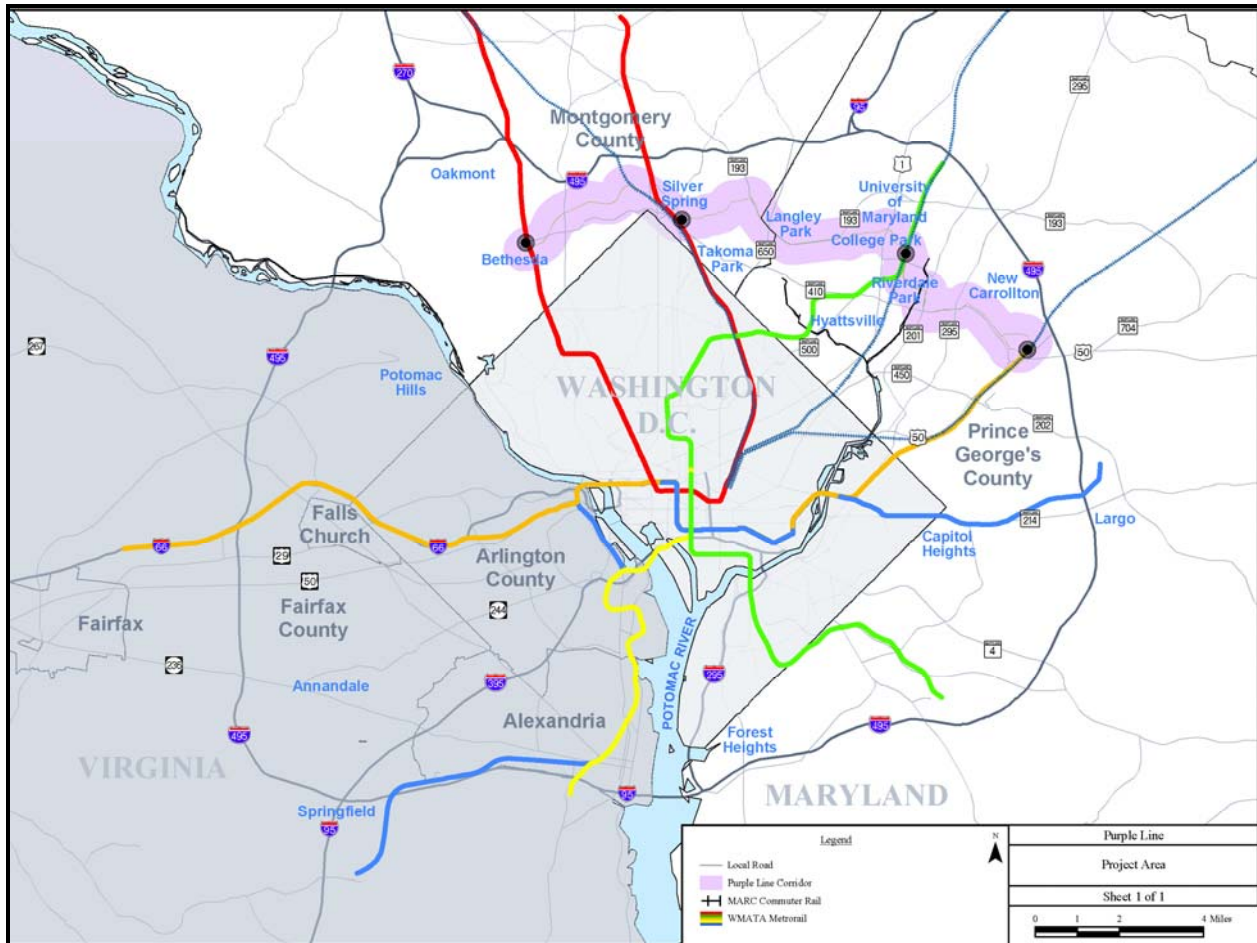 270
295
95
Montgomery
County
1
193
Oakmont
495
Silver
Spring
University
of
Maryland
Langley
Park
193
193
College Park
650
Bethesda
Takoma
Park
New
Carrollton
495
410
Riverdale
Park
Hyattsville
704
201
295
500
50
267
495
450
Potomac
Hills
WASHINGTON
D.C.
202
50
Prince
George's
County
Falls
Church
214
Largo
Capitol
Heights
66
66
29
Arlington
County
50
Fairfax
County
244
Fairfax
4
236
POTOMAC RIVER
295
395
Annandale
Alexandria
495
Forest
Heights
495
VIRGINIA
95
MARYLAND
Springfield
95
Legend
N
Local Road
Purple Line Corridor
MARC Commuter Rail
WMATA Metrorail
Purple Line
Project Area
Sheet 1 of 1
0 1 2 4 Miles